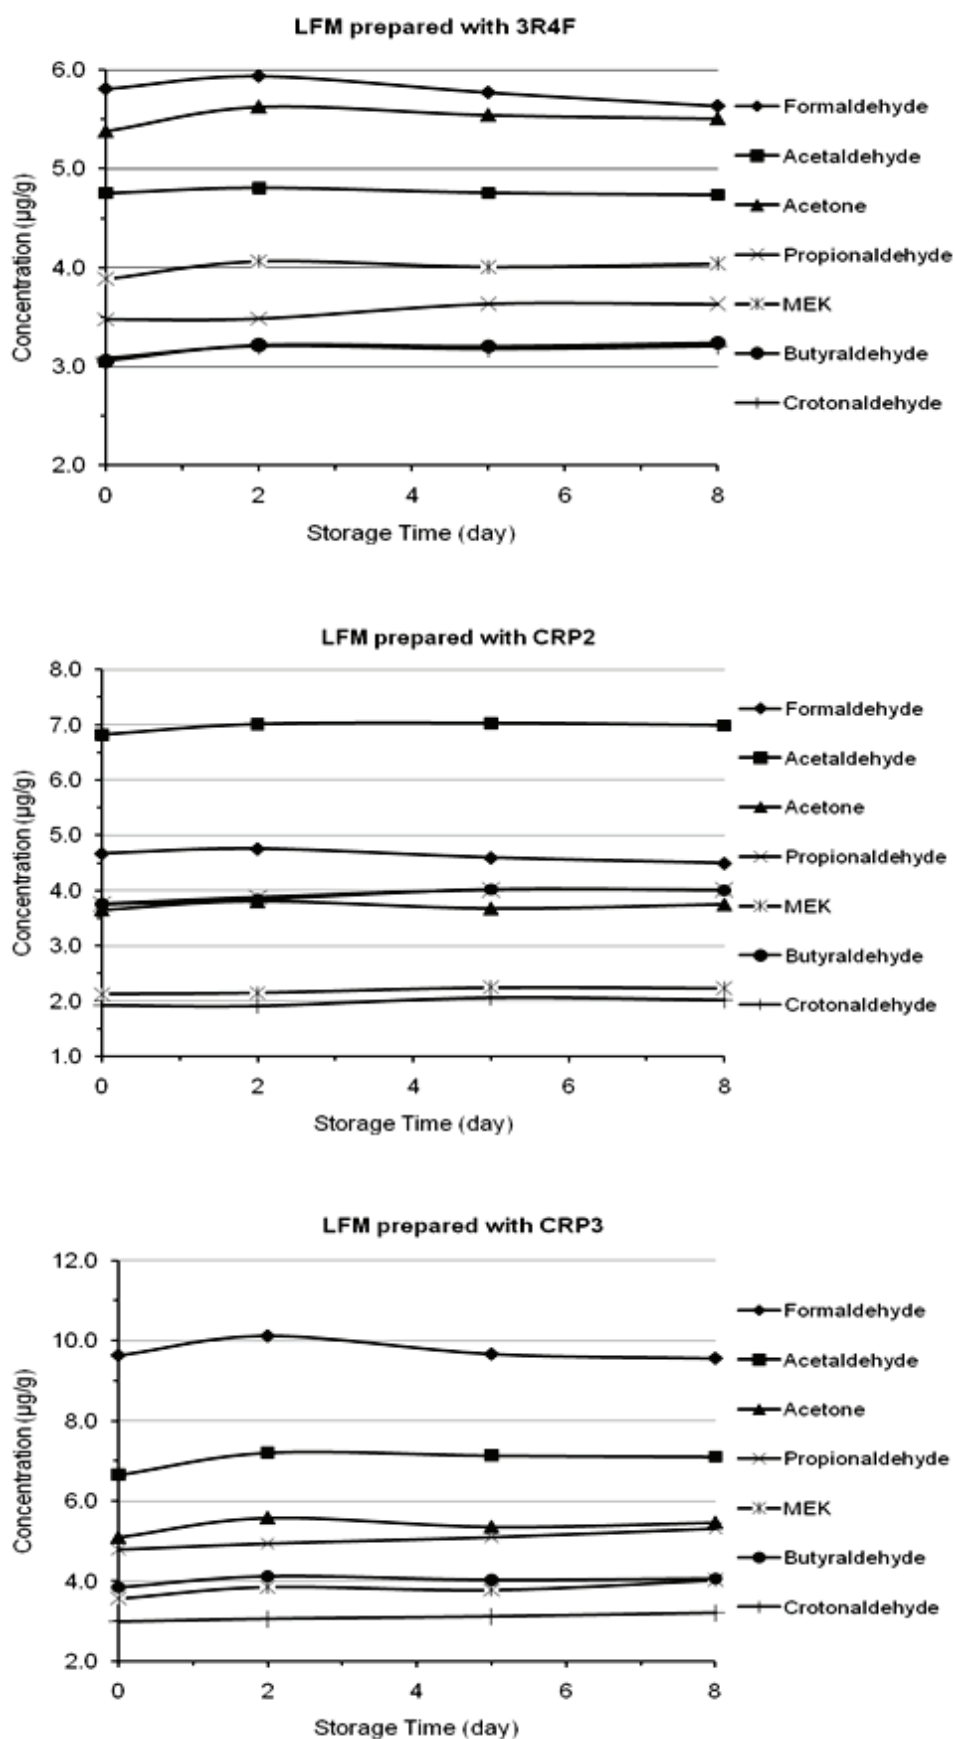 LFM prepared with 3R4F
6.0
5.0
4.0
3.0
2.0
Concentration (µg/g)
0 2 4 6 8
Storage Time (day)
Formaldehyde
Acetaldehyde
Acetone
Propionaldehyde
MEK
Butyraldehyde
Crotonaldehyde
LFM prepared with CRP2
8.0
7.0
6.0
5.0
4.0
3.0
2.0
1.0
Concentration (µg/g)
0 2 4 6 8
Storage Time (day)
Formaldehyde
Acetaldehyde
Acetone
Propionaldehyde
MEK
Butyraldehyde
Crotonaldehyde
LFM prepared with CRP3
12.0
10.0
8.0
6.0
4.0
2.0
Concentration (µg/g)
0 2 4 6 8
Storage Time (day)
Formaldehyde
Acetaldehyde
Acetone
Propionaldehyde
MEK
Butyraldehyde
Crotonaldehyde